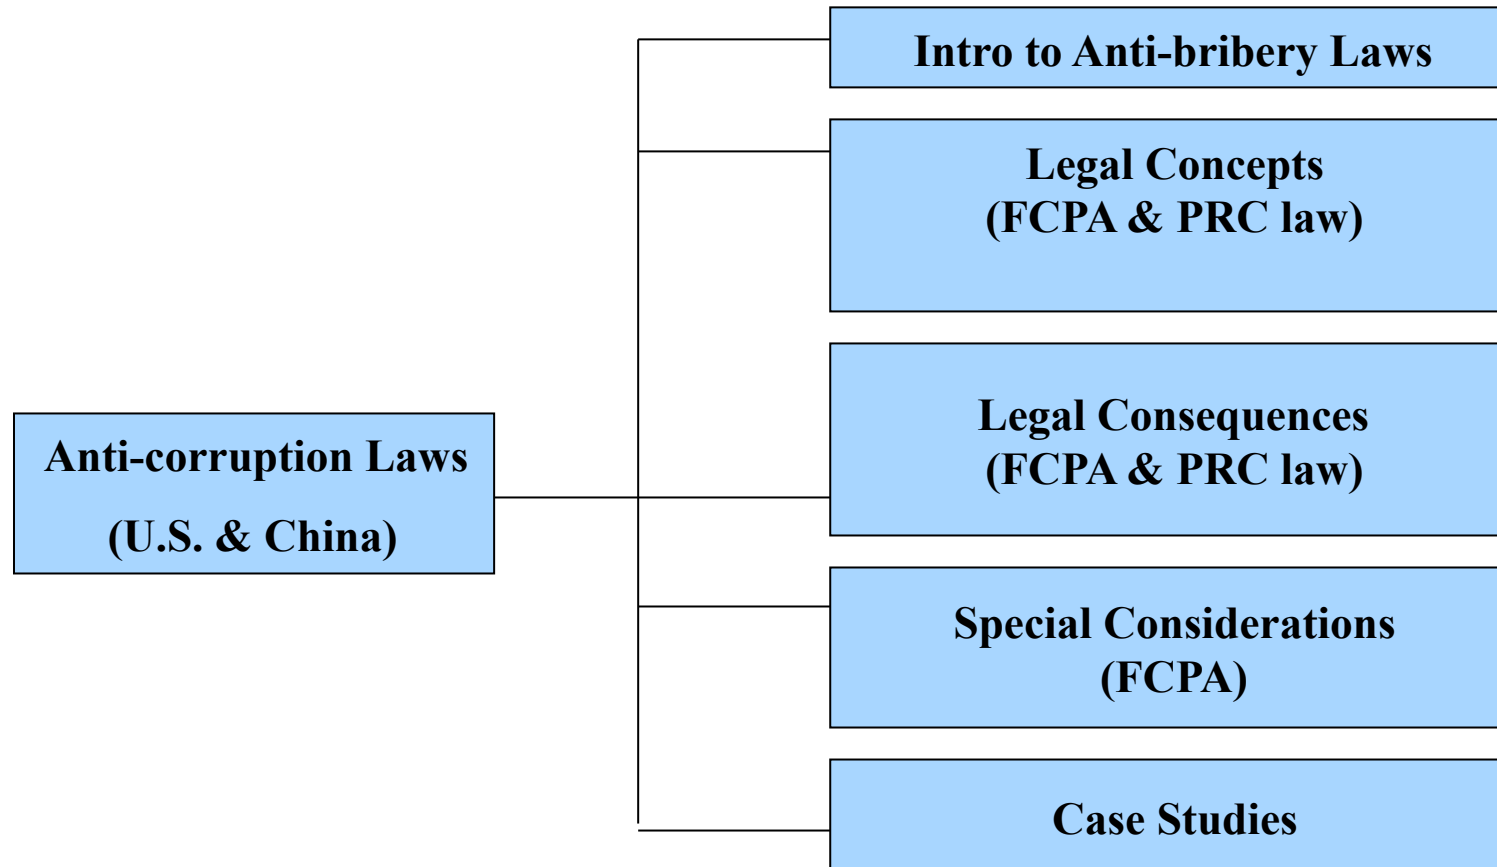 Intro to Anti-bribery Laws
Legal Concepts
(FCPA & PRC law)
Legal Consequences
(FCPA & PRC law)
Anti-corruption Laws
(U.S. & China)
Special Considerations
(FCPA)
Case Studies